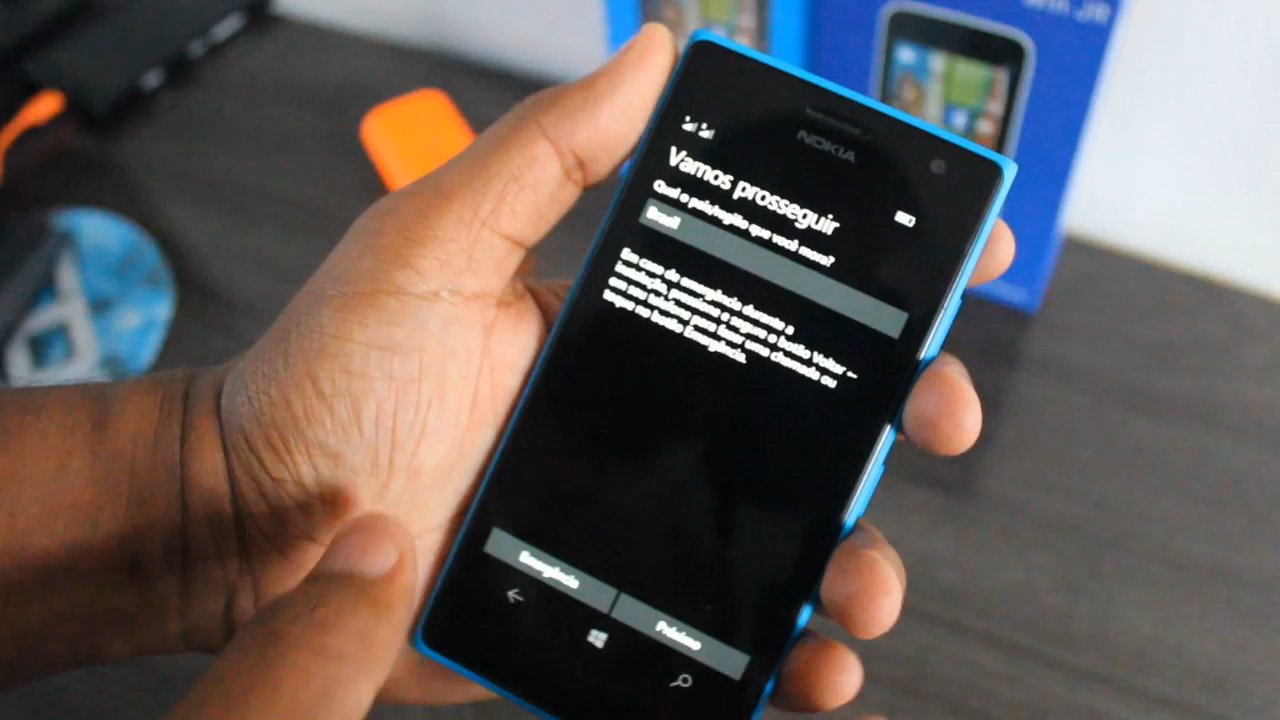 NOKIA
Vamos prosseguir
Qual o país/região que você mora?
Brasil
Em caso de emergência durante a
instalação, pressione e segure o botão Voltar ←
em seu telefone para fazer uma chamada ou
toque no botão Emergência.
Emergência
Próximo